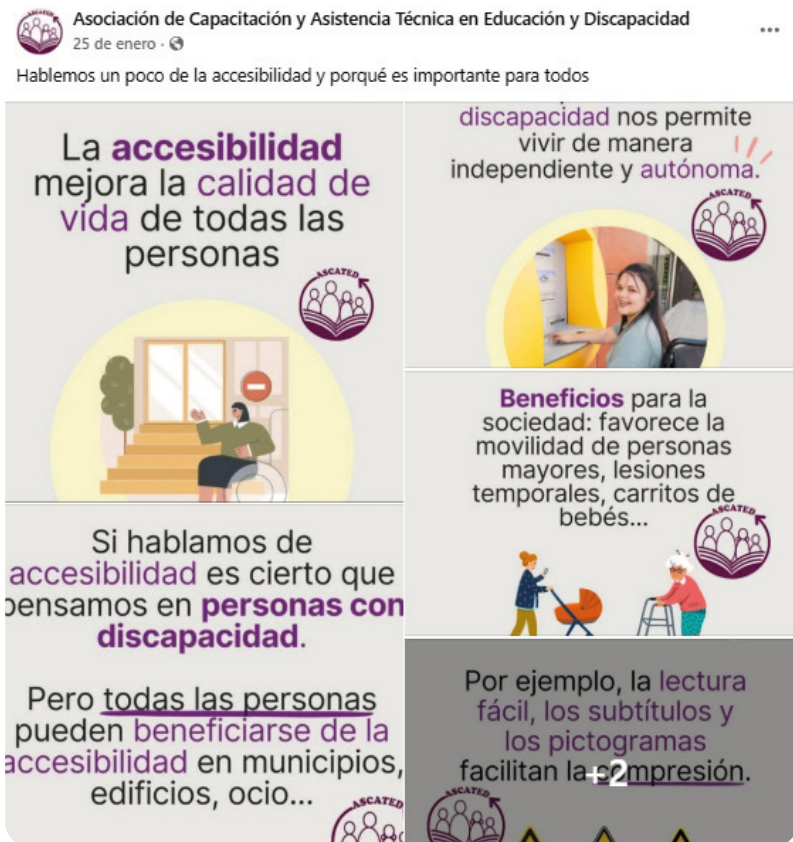 Asociación de Capacitación y Asistencia Técnica en Educación y Discapacidad
25 de enero ·
Hablemos un poco de la accesibilidad y porqué es importante para todos
La accesibilidad
mejora la calidad de
vida de todas las
personas
ASCATED
Si hablamos de
accesibilidad es cierto que
pensamos en personas con
discapacidad.
Pero todas las personas
pueden beneficiarse de la
accesibilidad en municipios,
edificios, ocio...
ASCATED
discapacidad nos permite
vivir de manera
independiente y autónoma.
ASCATED
Beneficios para la
sociedad: favorece la
movilidad de personas
mayores, lesiones
temporales, carritos de
bebés...
ASCATED
Por ejemplo, la lectura
fácil, los subtítulos y
los pictogramas
facilitan la compresión.
+2
ASCATED